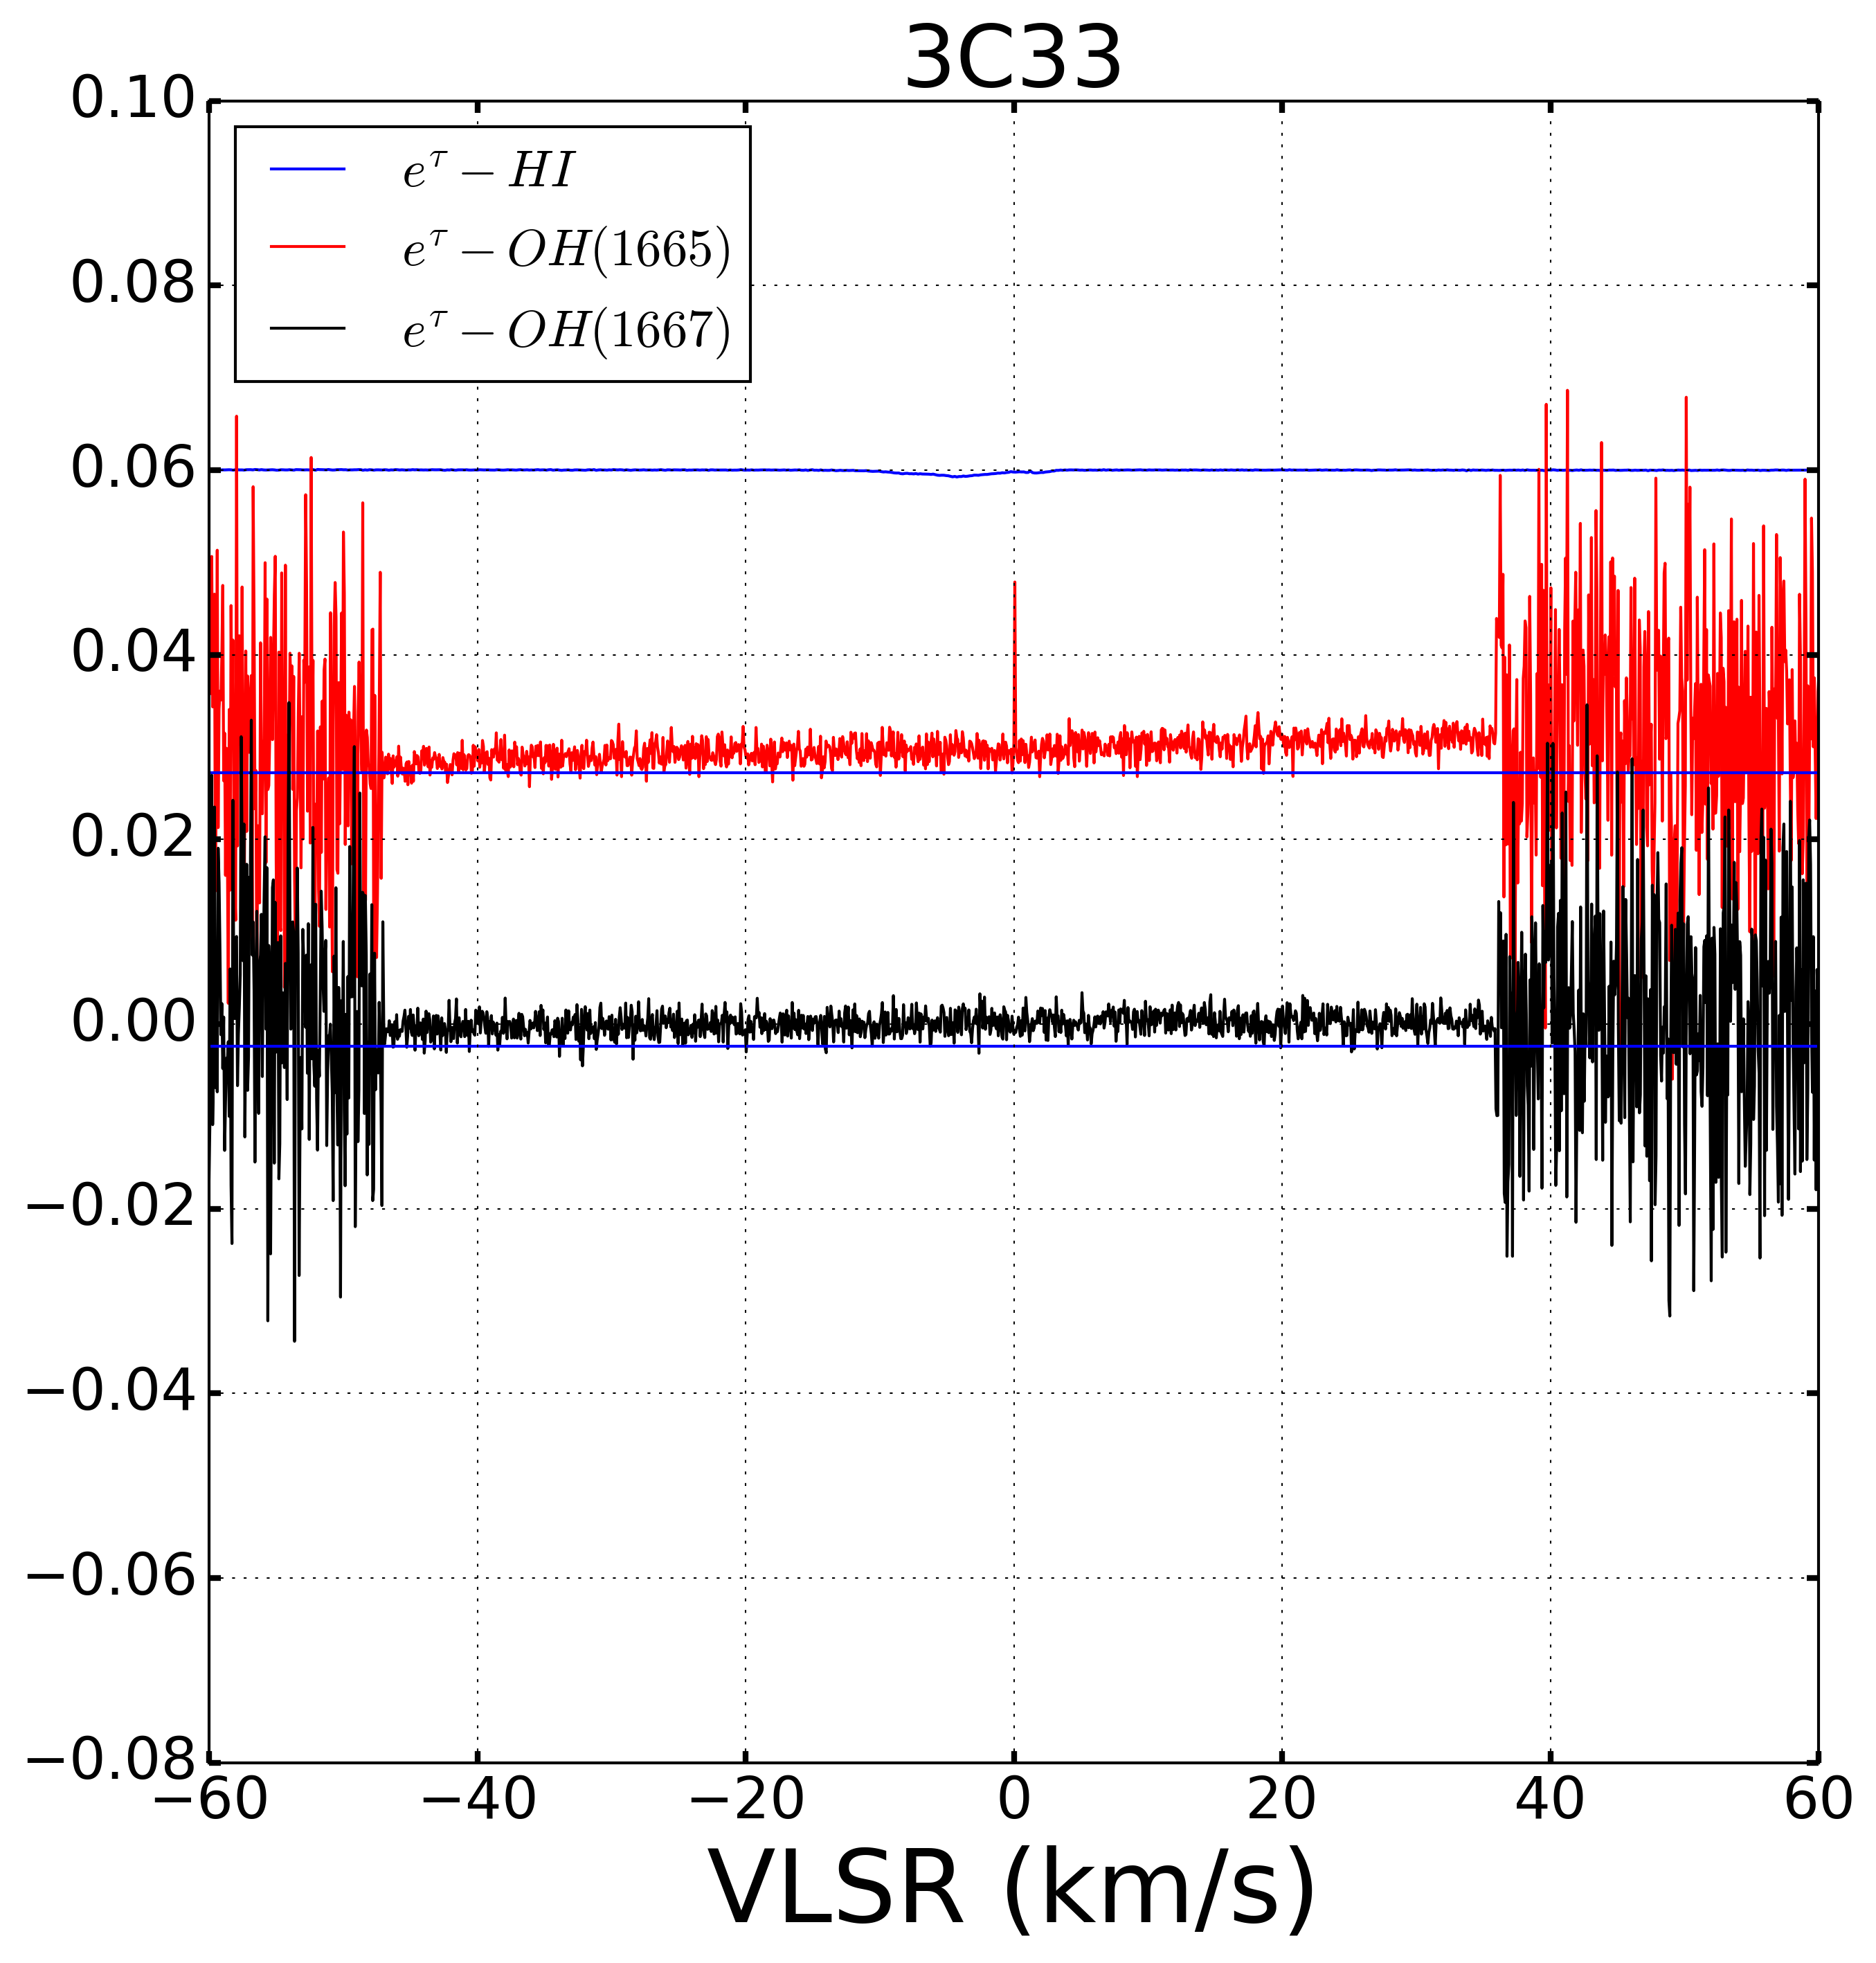 3C33
0.10
0.08
0.06
0.04
0.02
0.00
−0.02
−0.04
−0.06
−0.08
e^τ − HI
e^τ − OH(1665)
e^τ − OH(1667)
−60 −40 −20 0 20 40 60
VLSR (km/s)